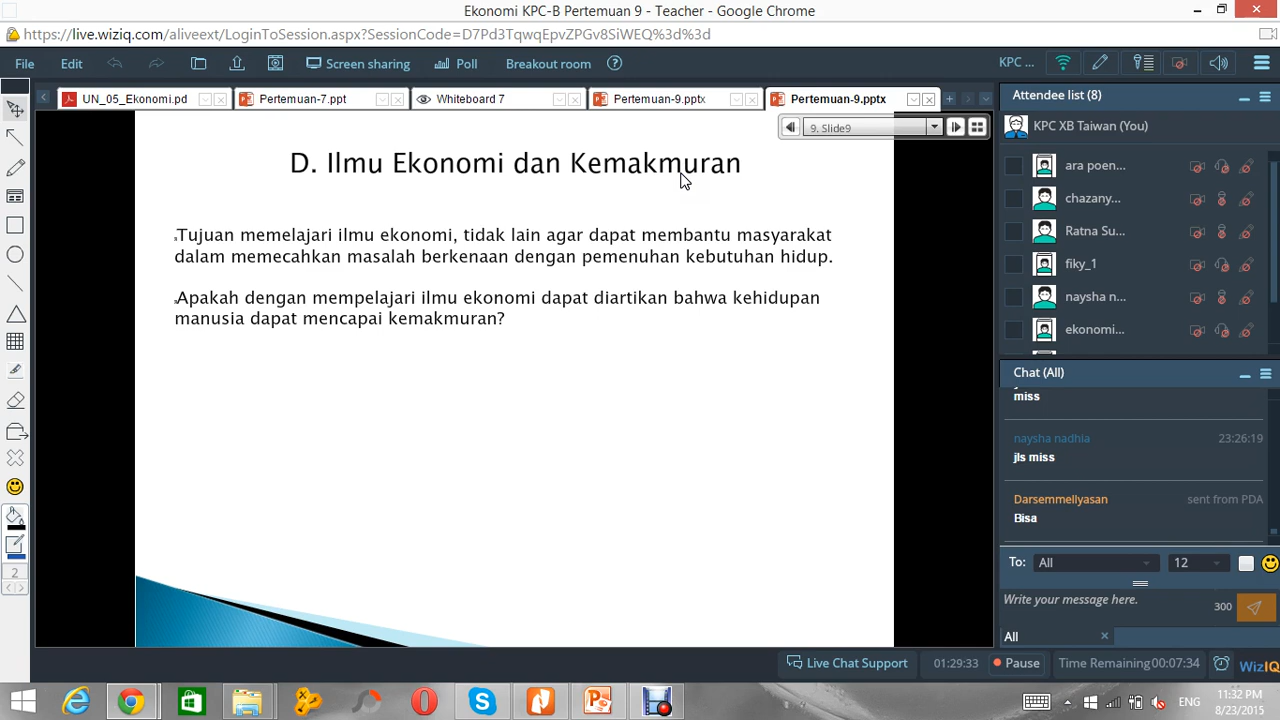 Ekonomi KPC-B Pertemuan 9 - Teacher - Google Chrome
https://live.wiziq.com/aliveext/LoginToSession.aspx?SessionCode=D7Pd3TqwqEpvZPGv8SiWEQ%3d%3d
File Edit Screen sharing Poll Breakout room KPC ...
UN_05_Ekonomi.pd Pertemuan-7.ppt Whiteboard 7 Pertemuan-9.pptx Pertemuan-9.pptx
9. Slide9
D. Ilmu Ekonomi dan Kemakmuran
Tujuan memelajari ilmu ekonomi, tidak lain agar dapat membantu masyarakat
dalam memecahkan masalah berkenaan dengan pemenuhan kebutuhan hidup.
Apakah dengan mempelajari ilmu ekonomi dapat diartikan bahwa kehidupan
manusia dapat mencapai kemakmuran?
2
Attendee list (8)
KPC XB Taiwan (You)
ara poen...
chazany...
Ratna Su...
fiky_1
naysha n...
ekonomi...
Chat (All)
miss
naysha nadhia 23:26:19
jls miss
Darsemmellyasan sent from PDA
Bisa
To: All 12
Write your message here. 300
All
Live Chat Support 01:29:33 Pause Time Remaining 00:07:34 WizIQ
ENG
11:32 PM
8/23/2015